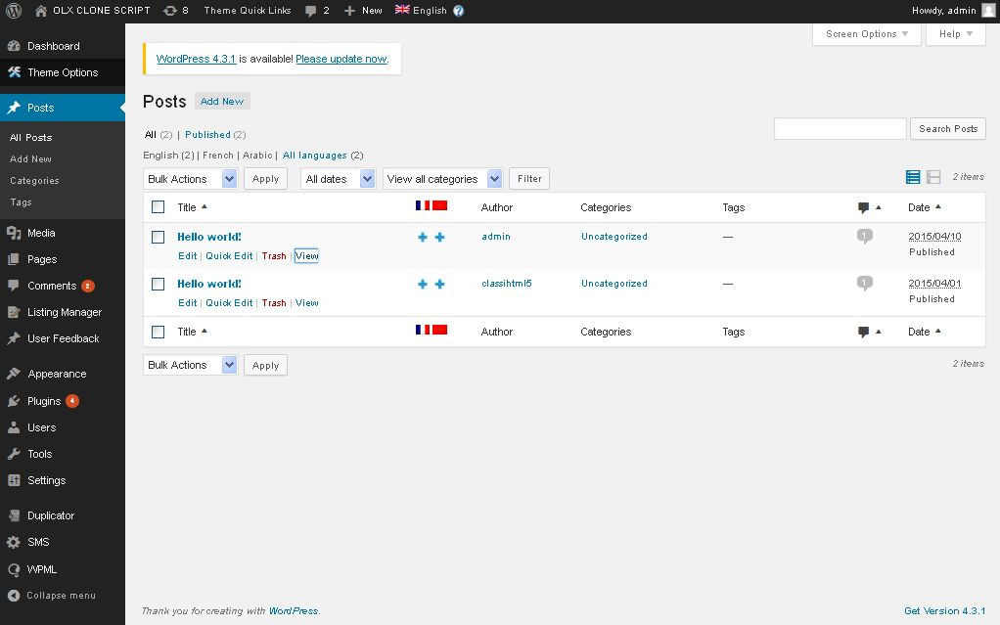 OLX CLONE SCRIPT 8 Theme Quick Links 2 New English ? Howdy, admin
Screen Options Help
Dashboard
Theme Options
Posts
All Posts
Add New
Categories
Tags
Media
Pages
Comments 2
Listing Manager
User Feedback
Appearance
Plugins 4
Users
Tools
Settings
Duplicator
SMS
WPML
Collapse menu
WordPress 4.3.1 is available! Please update now.
Posts Add New
All (2) | Published (2)
Search Posts
English (2) | French | Arabic | All languages (2)
Bulk Actions Apply All dates View all categories Filter 2 items
Title Author Categories Tags Date
Hello world! admin Uncategorized — 1 2015/04/10
Edit | Quick Edit | Trash | View Published
Hello world! classihtml5 Uncategorized — 1 2015/04/01
Edit | Quick Edit | Trash | View Published
Title Author Categories Tags Date
Bulk Actions Apply 2 items
Thank you for creating with WordPress. Get Version 4.3.1